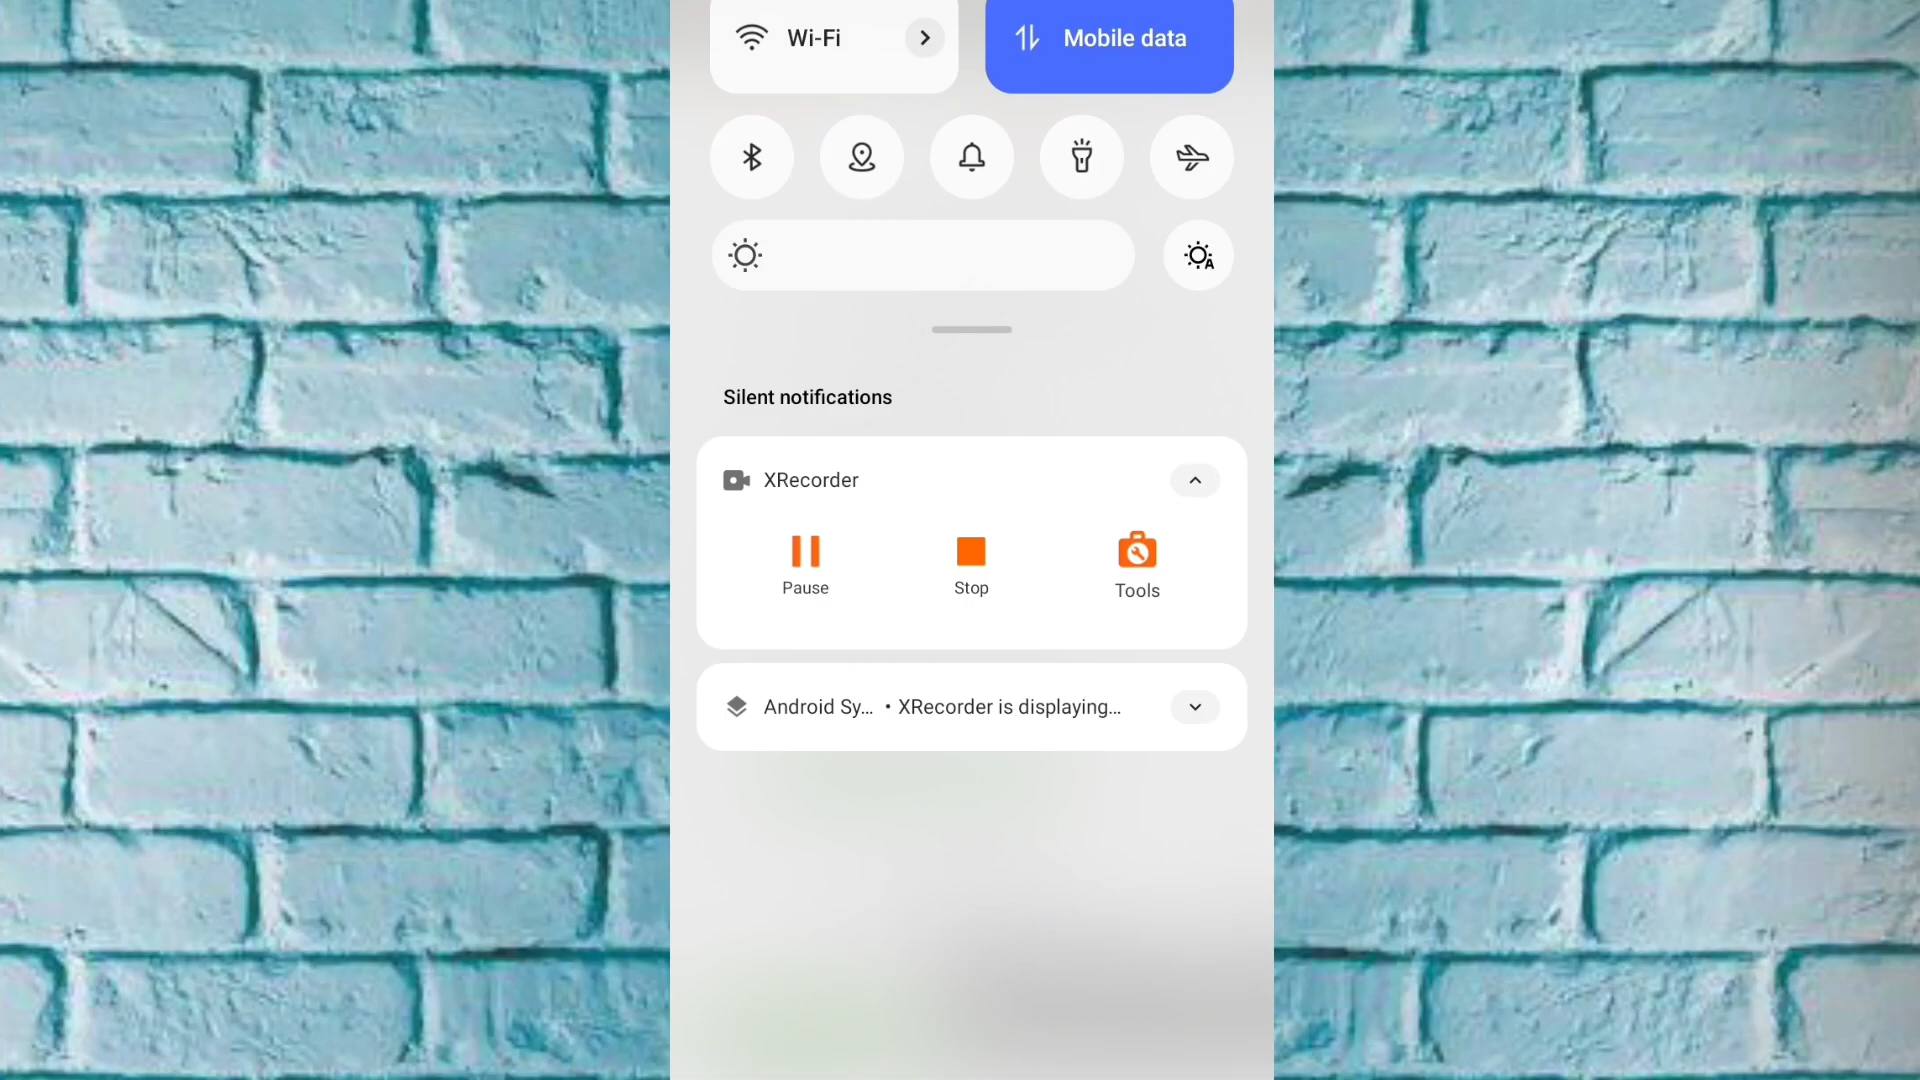 Wi-Fi
Mobile data
Silent notifications
XRecorder
Pause
Stop
Tools
Android Sy... • XRecorder is displaying...